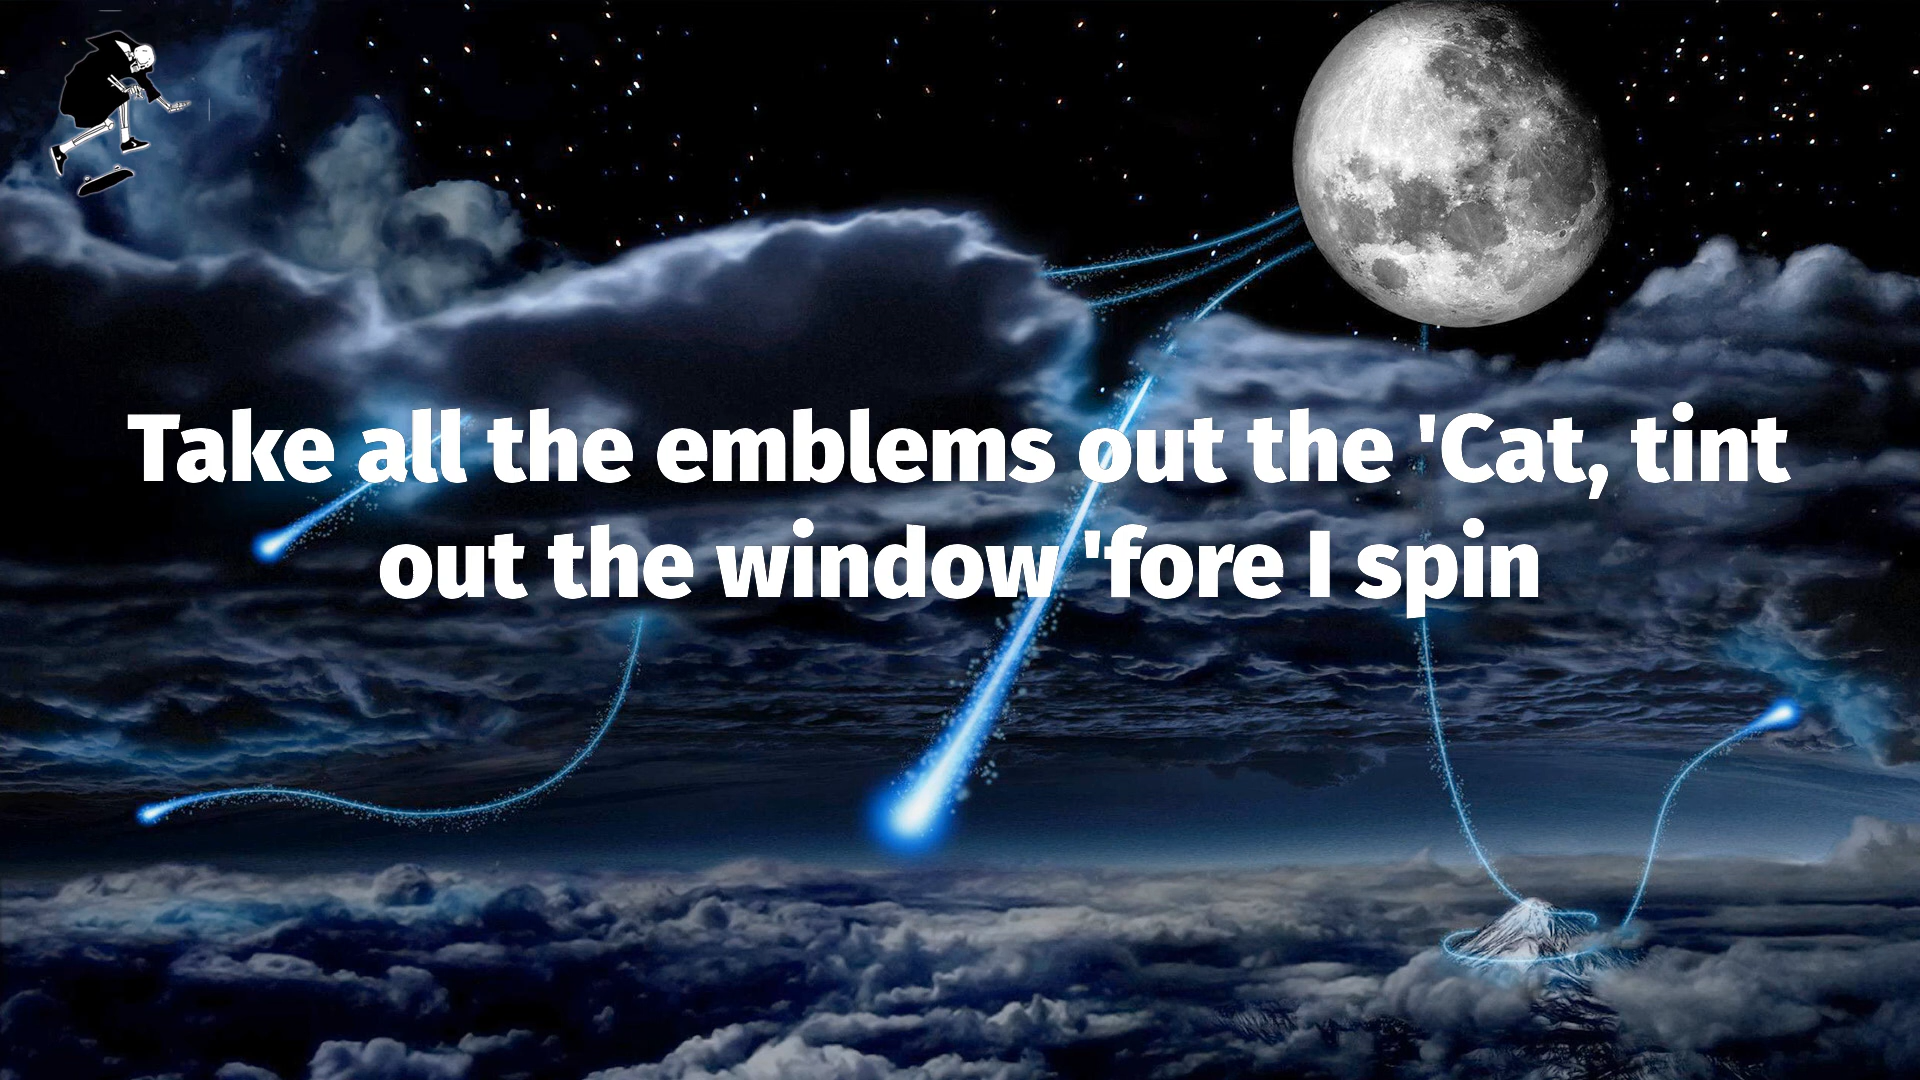 Take all the emblems out the 'Cat, tint
out the window 'fore I spin